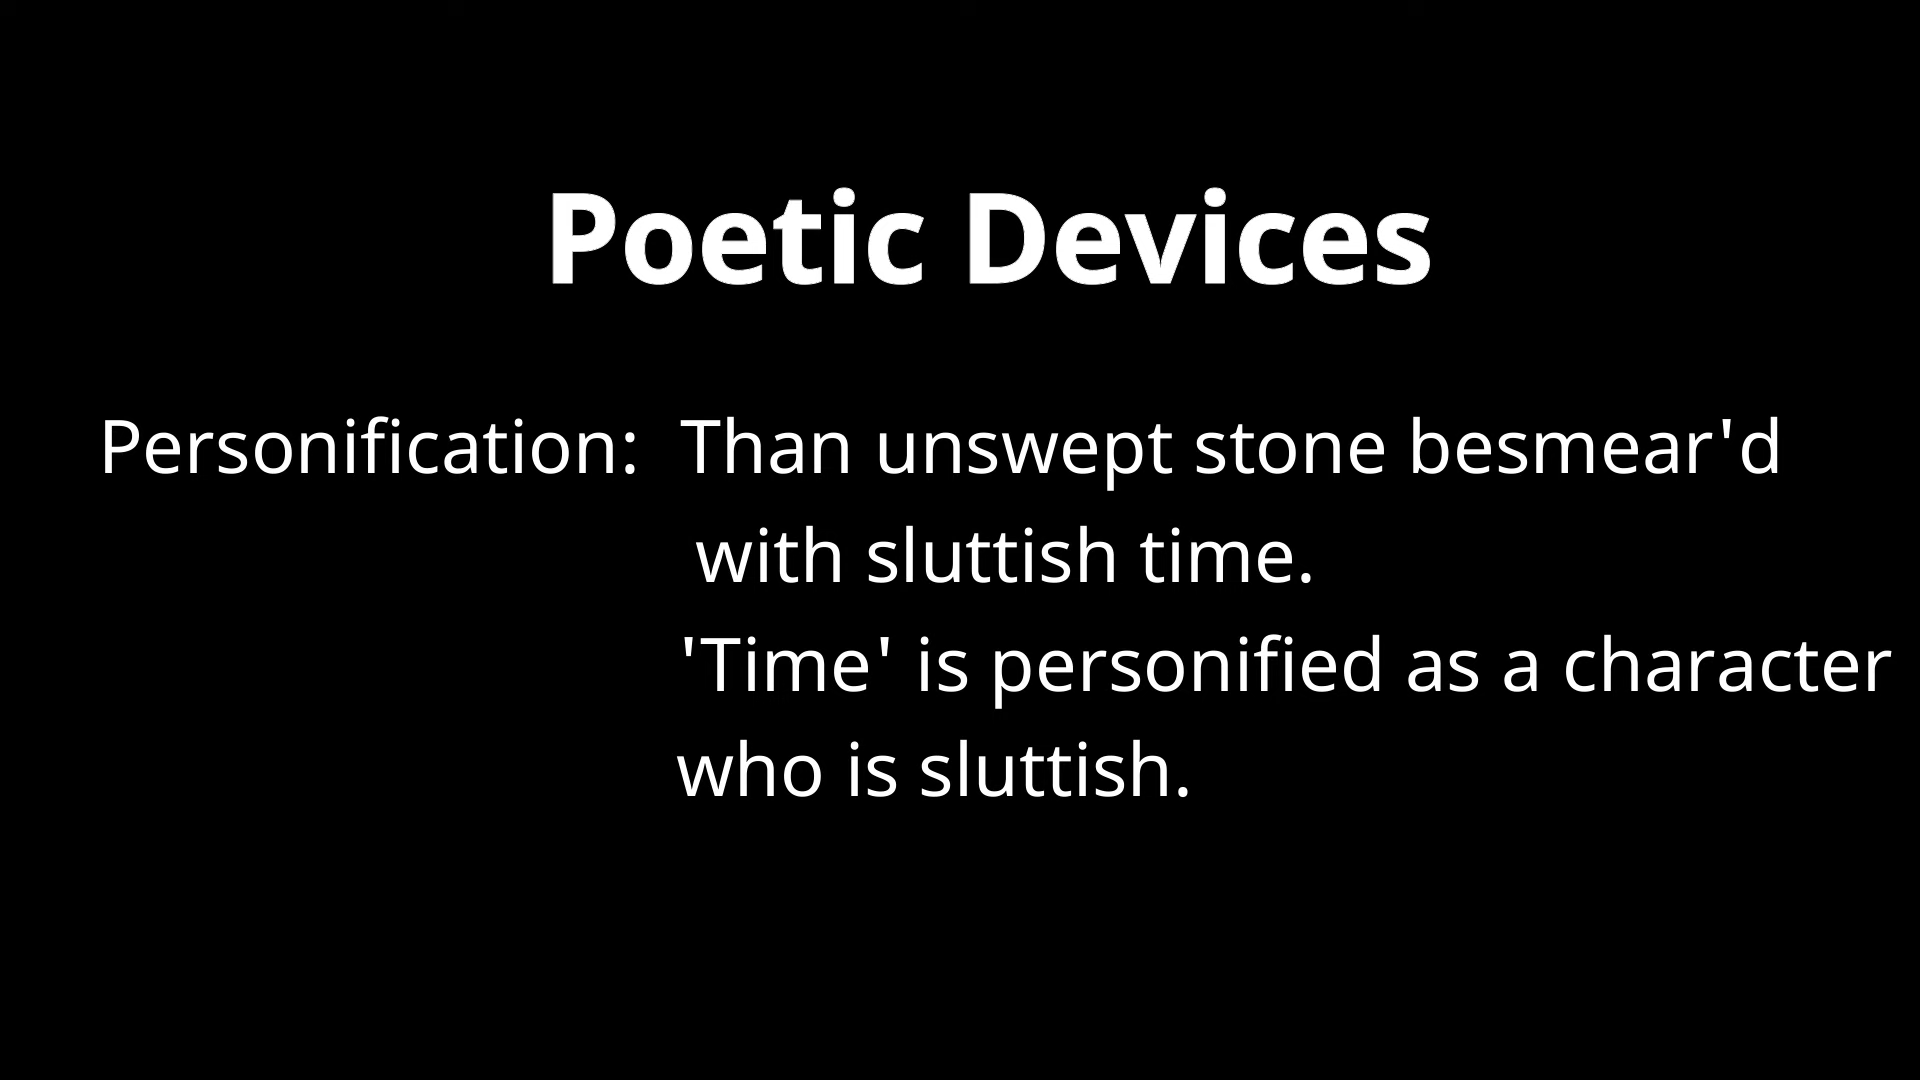 Poetic Devices
Personification: Than unswept stone besmear'd
with sluttish time.
'Time' is personified as a character
who is sluttish.